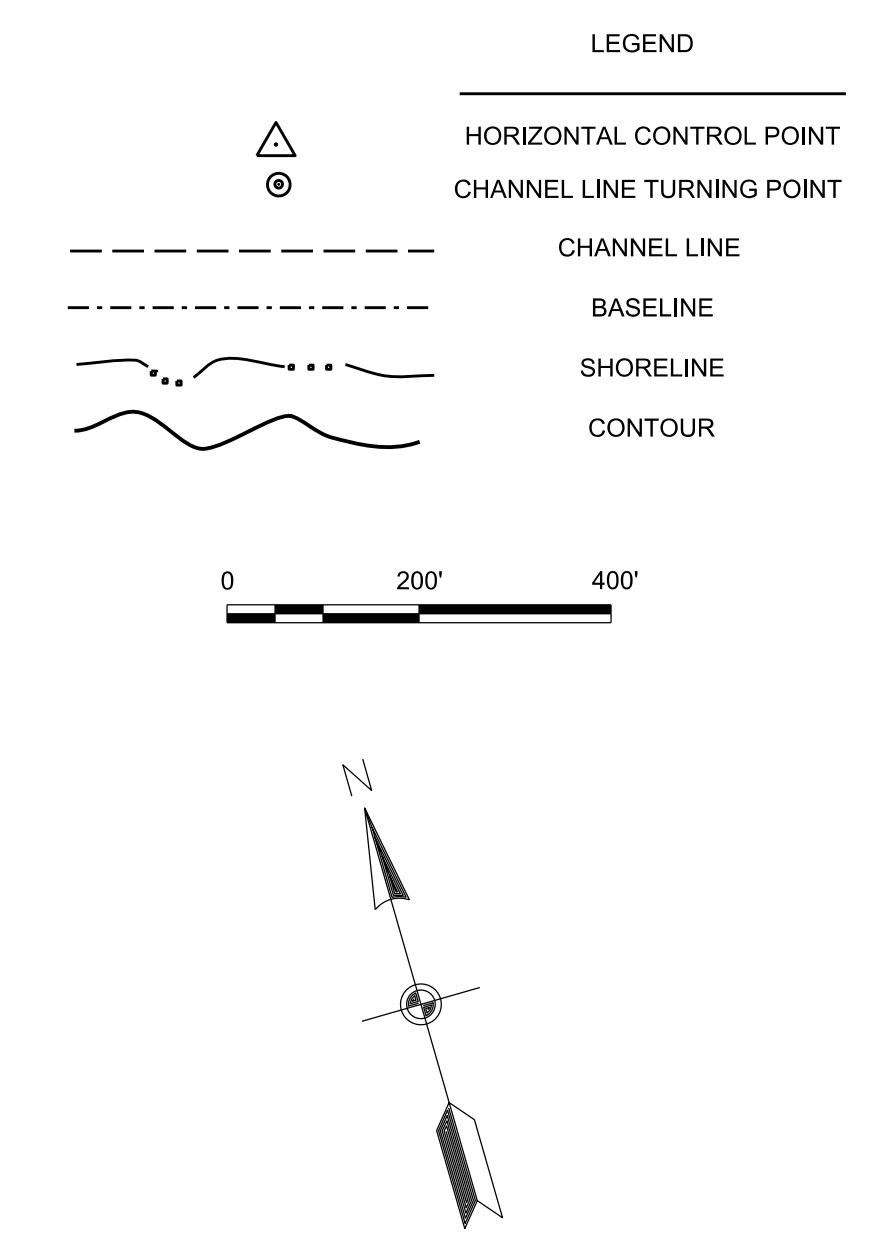 LEGEND
HORIZONTAL CONTROL POINT
CHANNEL LINE TURNING POINT
CHANNEL LINE
BASELINE
SHORELINE
CONTOUR
0 200' 400'
N